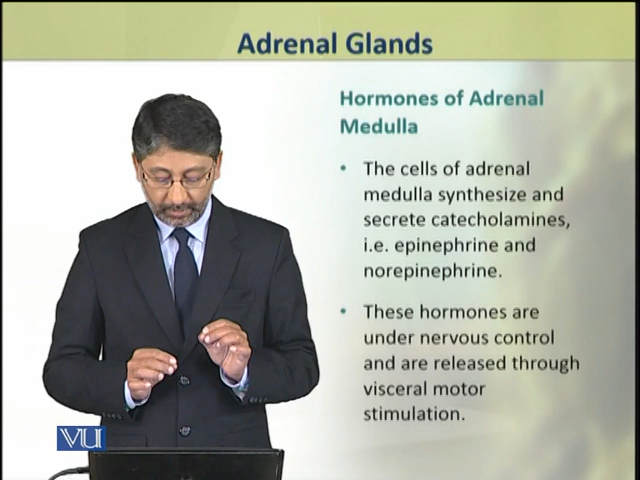 Adrenal Glands
Hormones of Adrenal
Medulla
• The cells of adrenal
medulla synthesize and
secrete catecholamines,
i.e. epinephrine and
norepinephrine.
• These hormones are
under nervous control
and are released through
visceral motor
stimulation.
VU